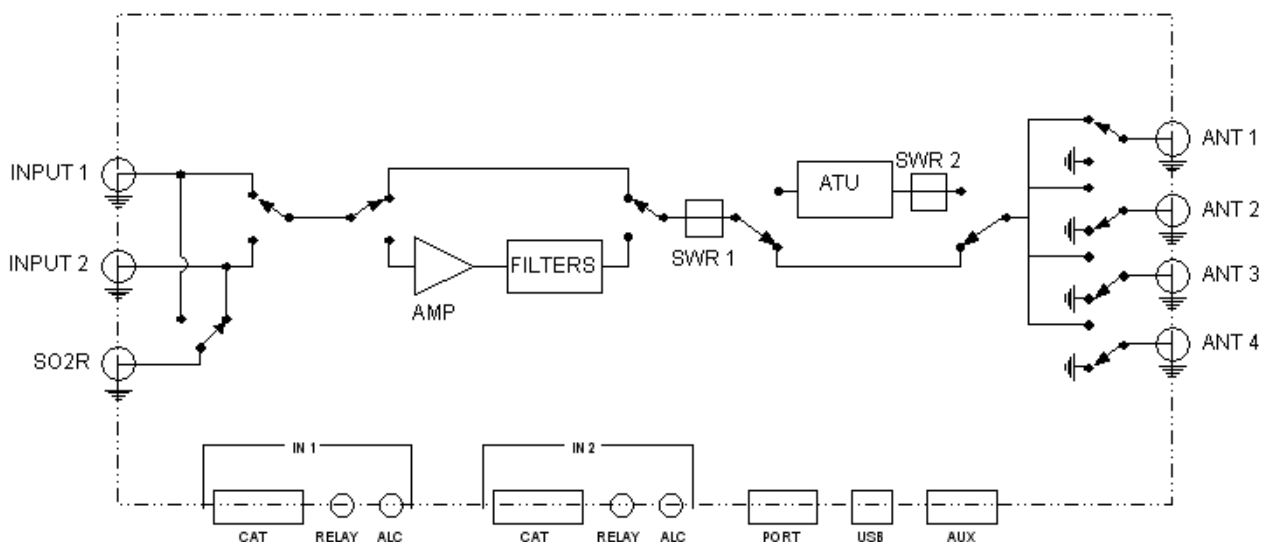 INPUT 1
INPUT 2
SO2R
AMP
FILTERS
SWR 1
ATU
SWR 2
ANT 1
ANT 2
ANT 3
ANT 4
IN 1
IN 2
CAT
RELAY
ALC
CAT
RELAY
ALC
PORT
USB
AUX